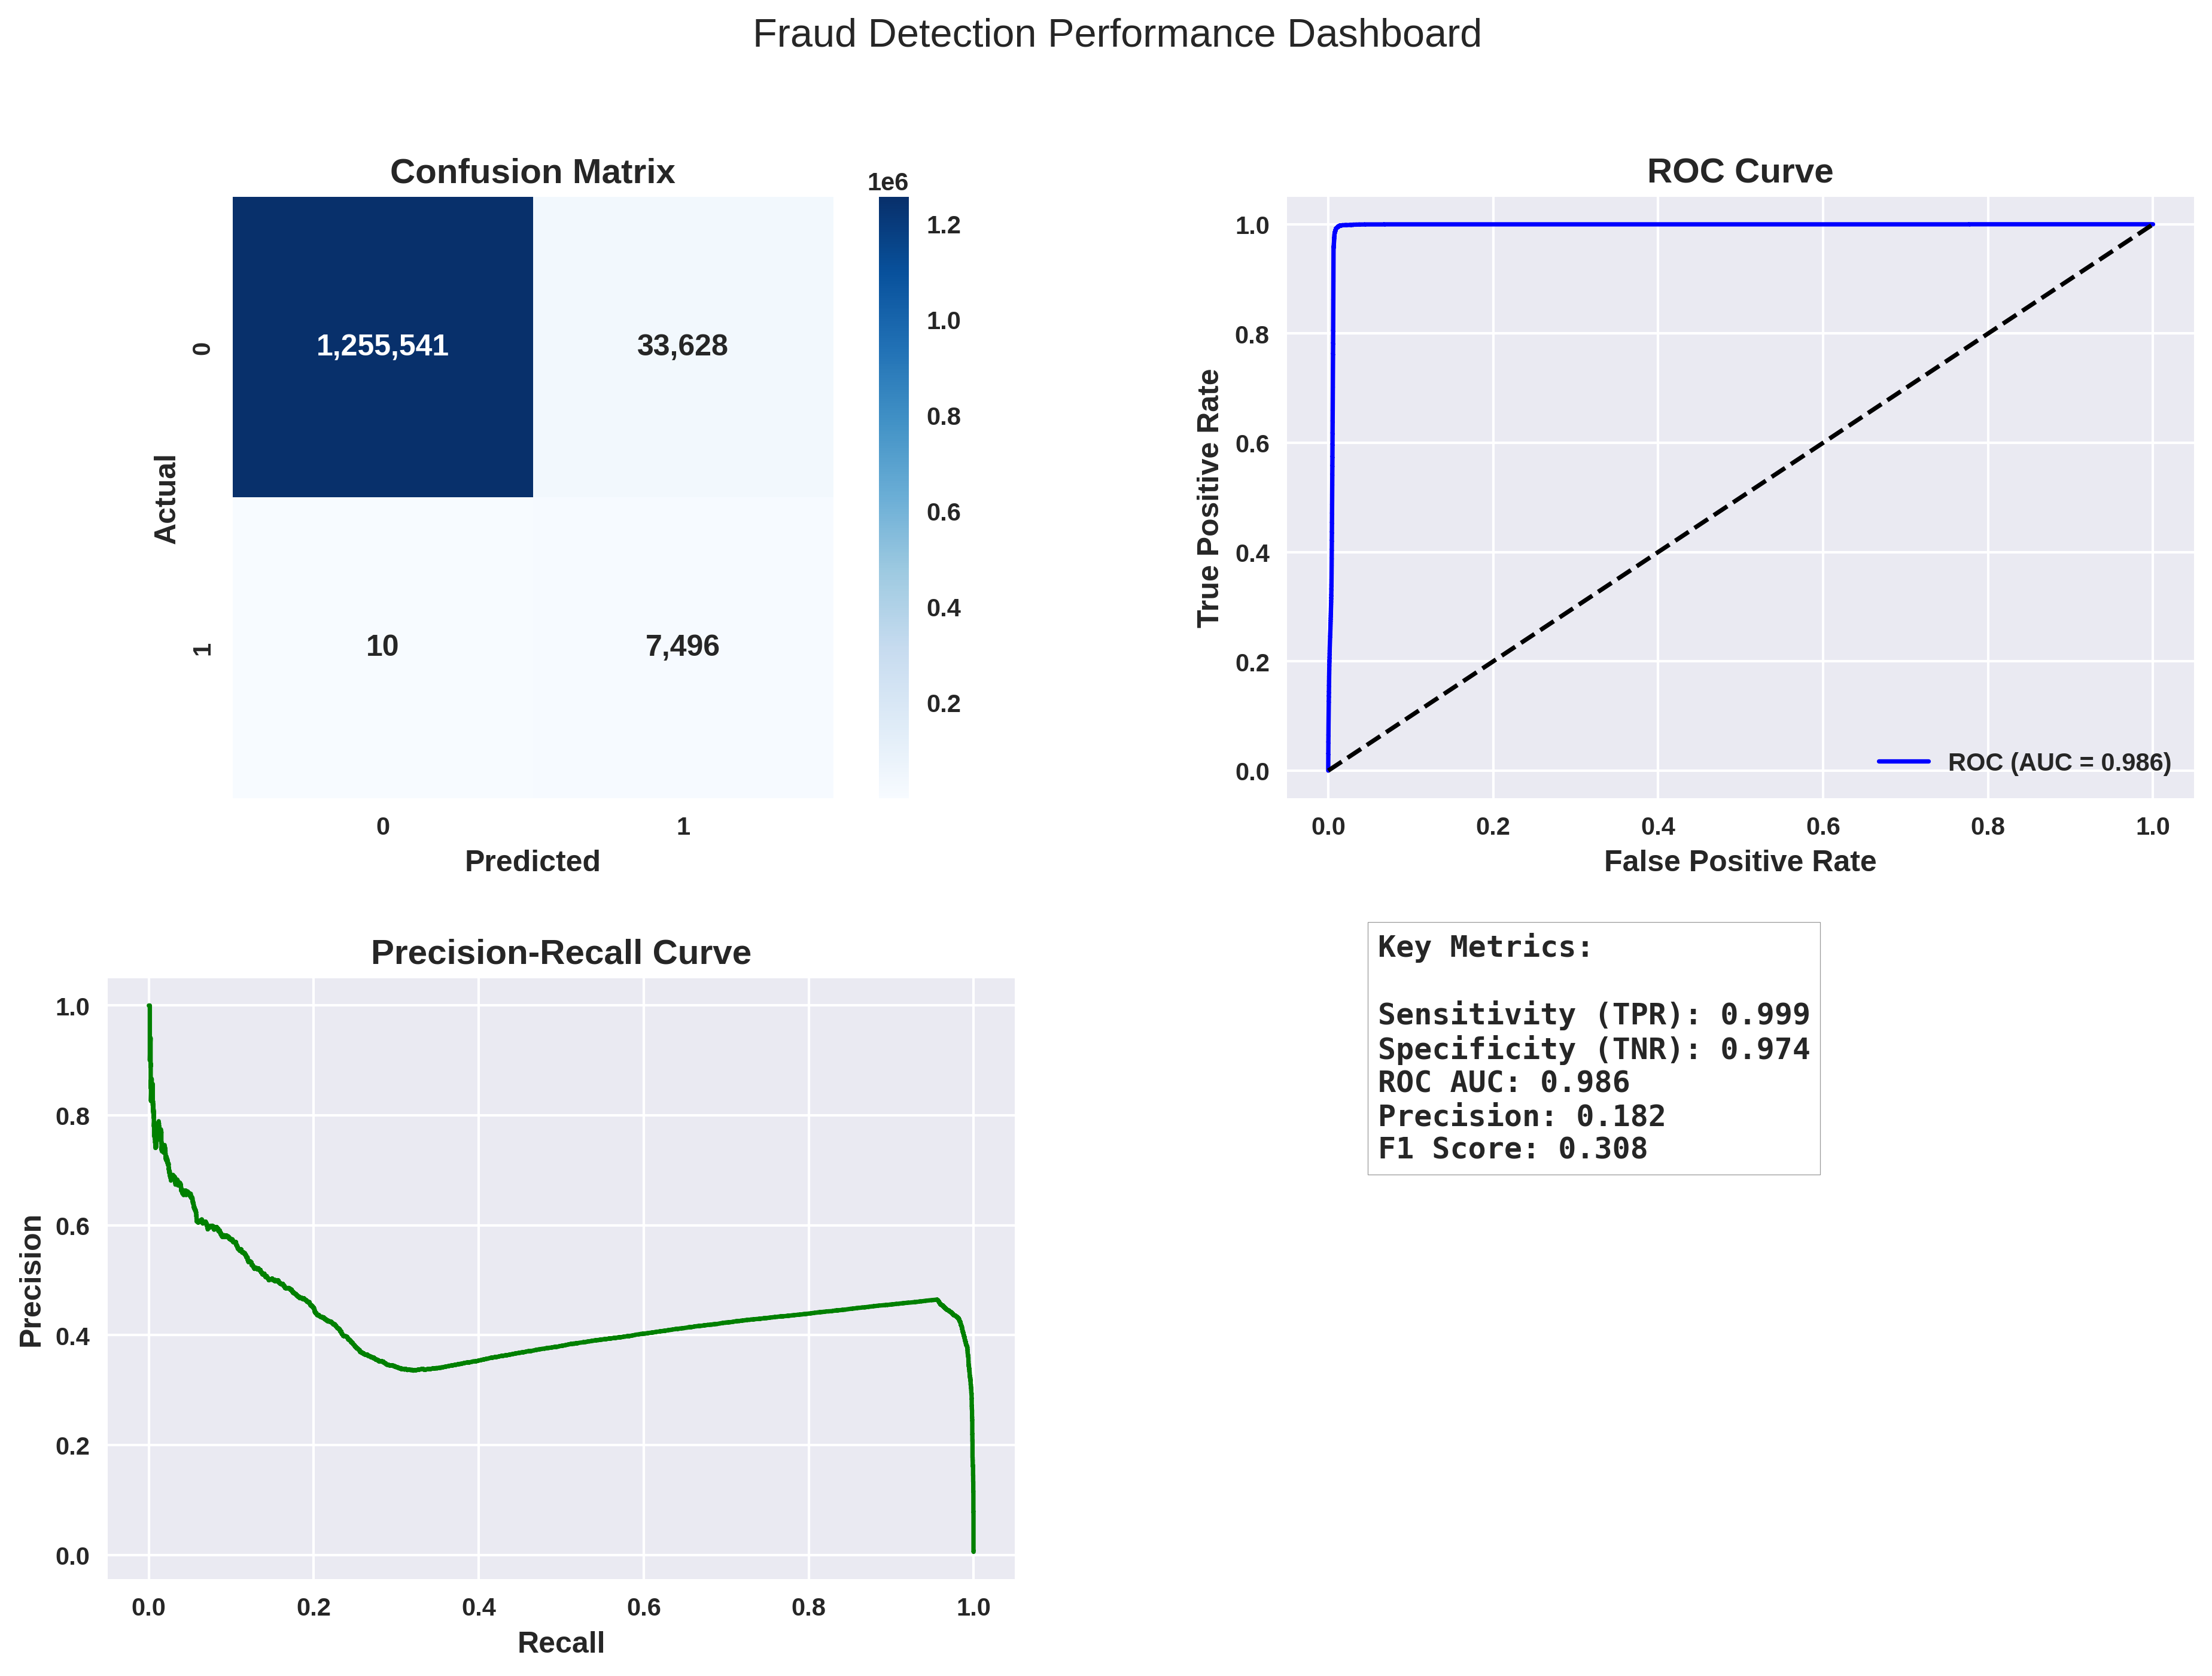 Fraud Detection Performance Dashboard
Confusion Matrix
1e6
1,255,541
33,628
10
7,496
0
1
Actual
0
1
Predicted
1.2
1.0
0.8
0.6
0.4
0.2
ROC Curve
1.0
0.8
0.6
0.4
0.2
0.0
True Positive Rate
ROC (AUC = 0.986)
0.0 0.2 0.4 0.6 0.8 1.0
False Positive Rate
Precision-Recall Curve
1.0
0.8
0.6
0.4
0.2
0.0
Precision
0.0 0.2 0.4 0.6 0.8 1.0
Recall
Key Metrics:
Sensitivity (TPR): 0.999
Specificity (TNR): 0.974
ROC AUC: 0.986
Precision: 0.182
F1 Score: 0.308